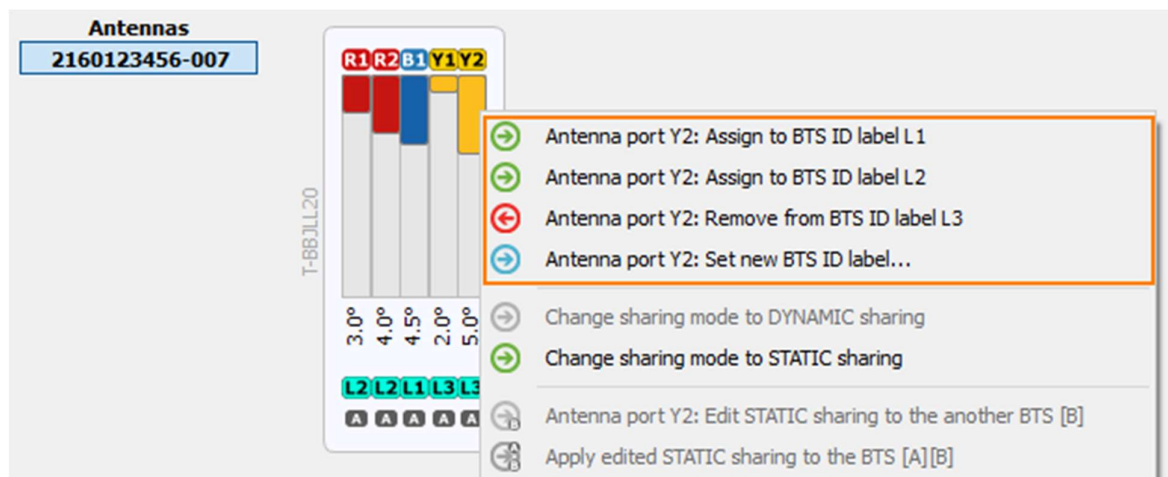 Antennas
2160123456-007
R1 R2 B1 Y1 Y2
T-BBJLL20
3.0° 4.0° 4.5° 2.0° 5.0°
L2 L2 L1 L3 L3
A A A A A
Antenna port Y2: Assign to BTS ID label L1
Antenna port Y2: Assign to BTS ID label L2
Antenna port Y2: Remove from BTS ID label L3
Antenna port Y2: Set new BTS ID label...
Change sharing mode to DYNAMIC sharing
Change sharing mode to STATIC sharing
B
Antenna port Y2: Edit STATIC sharing to the another BTS [B]
A
B
Apply edited STATIC sharing to the BTS [A][B]